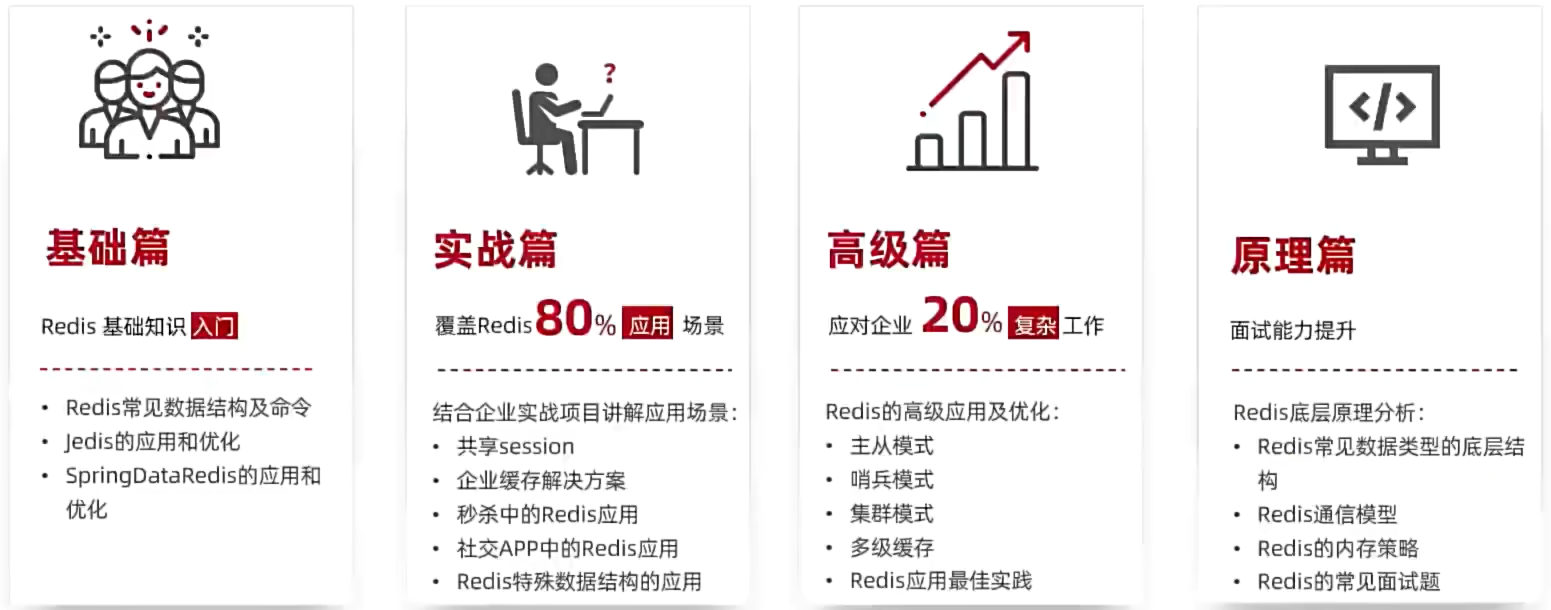 基础篇
Redis 基础知识 入门
• Redis常见数据结构及命令
• Jedis的应用和优化
• SpringDataRedis的应用和
优化
?
实战篇
覆盖Redis80% 应用 场景
结合企业实战项目讲解应用场景：
• 共享session
• 企业缓存解决方案
• 秒杀中的Redis应用
• 社交APP中的Redis应用
• Redis特殊数据结构的应用
高级篇
应对企业 20% 复杂 工作
Redis的高级应用及优化：
• 主从模式
• 哨兵模式
• 集群模式
• 多级缓存
• Redis应用最佳实践
</>
原理篇
面试能力提升
Redis底层原理分析：
• Redis常见数据类型的底层结
构
• Redis通信模型
• Redis的内存策略
• Redis的常见面试题